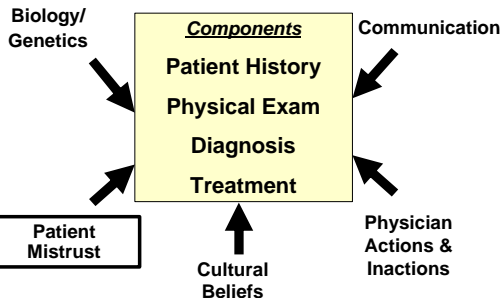 Biology/
Genetics
Components
Communication
Patient History
Physical Exam
Diagnosis
Treatment
Patient
Mistrust
Cultural
Beliefs
Physician
Actions &
Inactions